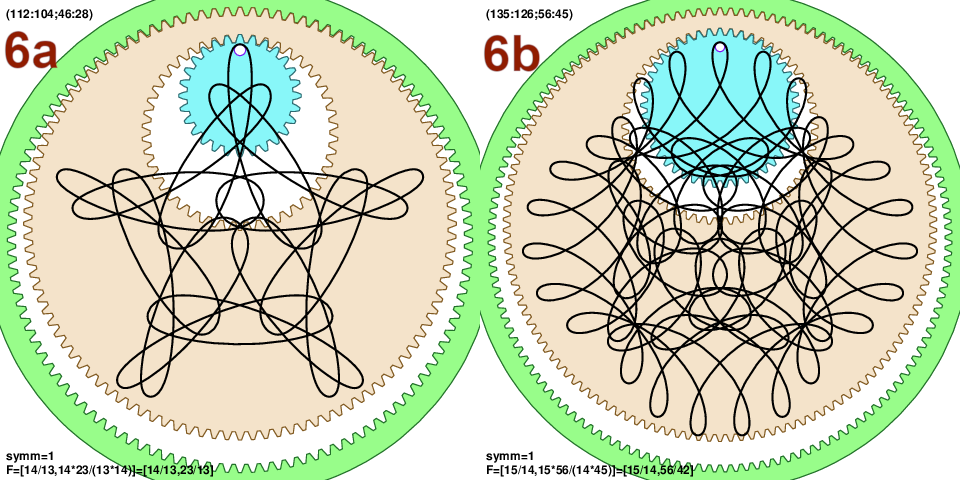 (112:104;46:28)
6a
symm=1
F=[14/13,14*23/(13*14)]=[14/13,23/13]
(135:126;56:45)
6b
symm=1
F=[15/14,15*56/(14*45)]=[15/14,56/42]